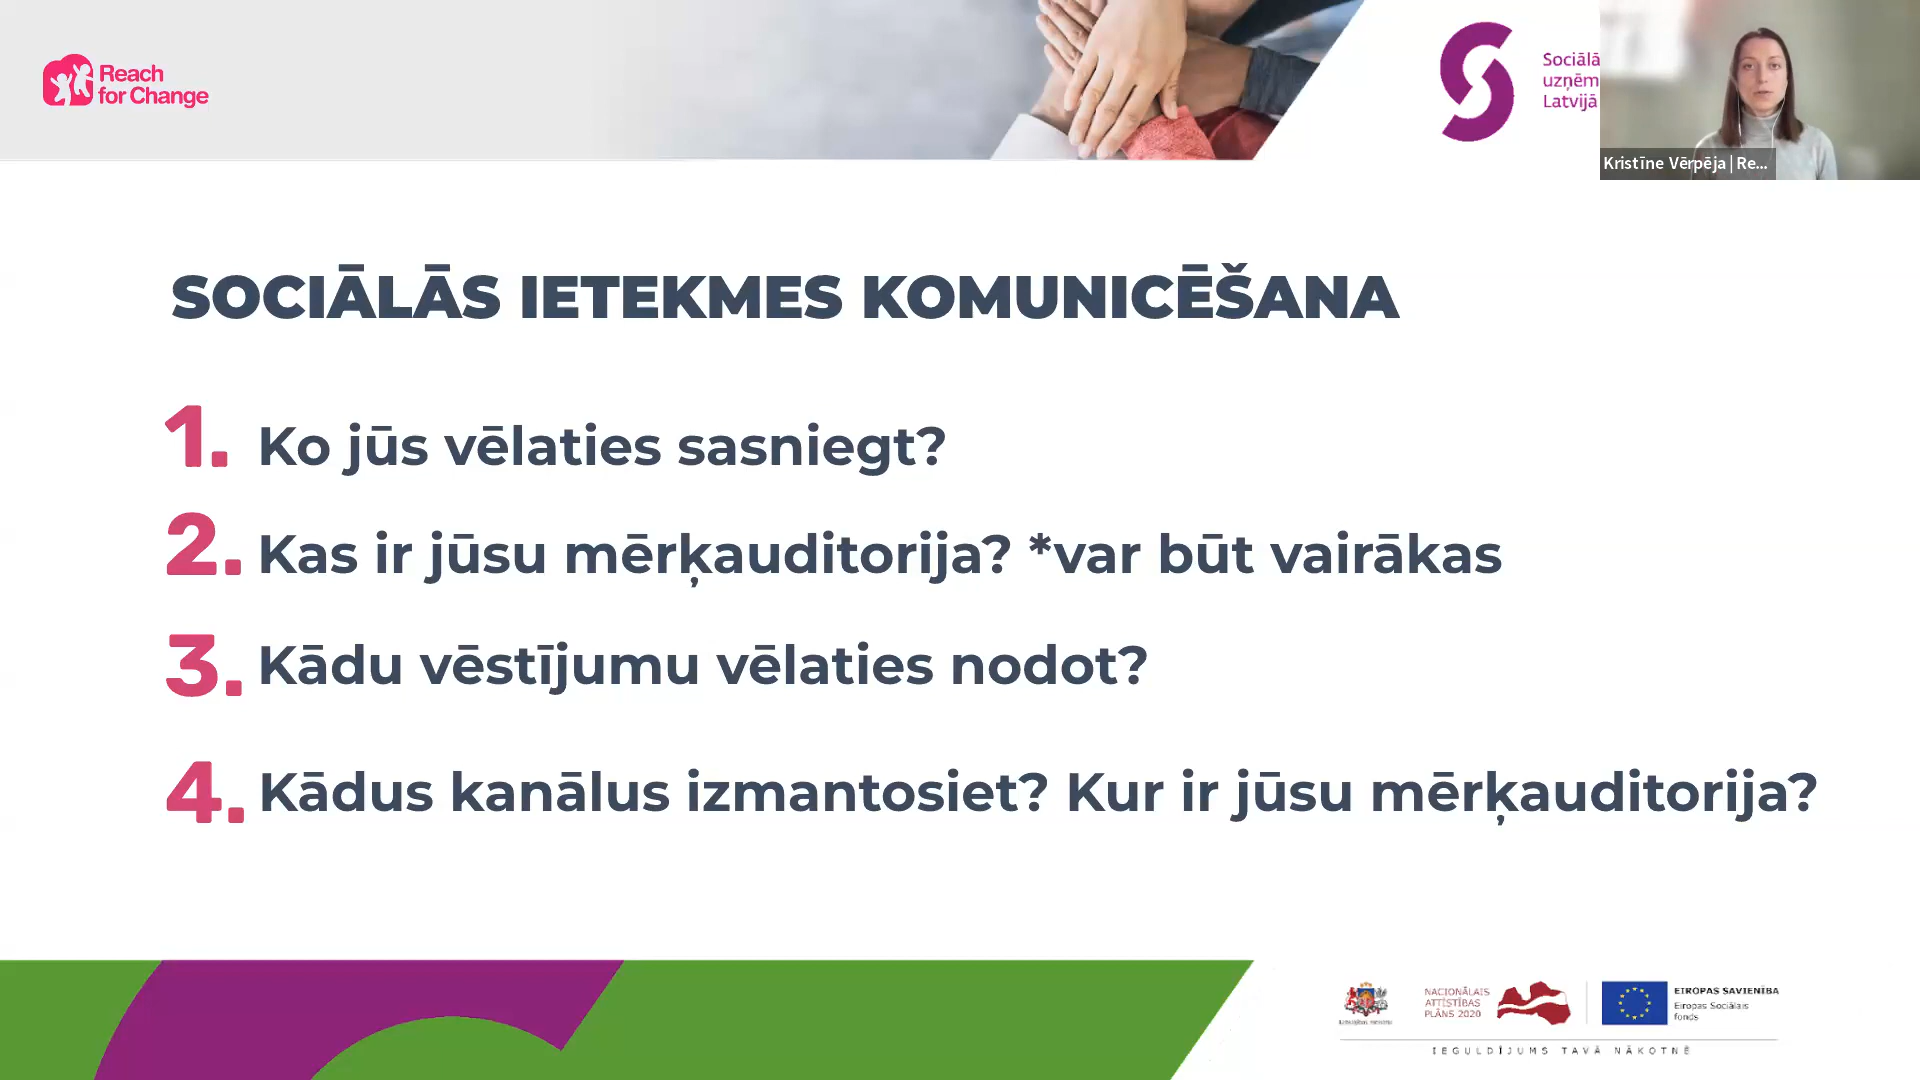 Reach
for Change
Sociālā
uzņēm
Latvijā
Kristīne Vērpēja | Re...
SOCIĀLĀS IETEKMES KOMUNICĒŠANA
1. Ko jūs vēlaties sasniegt?
2. Kas ir jūsu mērķauditorija? *var būt vairākas
3. Kādu vēstījumu vēlaties nodot?
4. Kādus kanālus izmantosiet? Kur ir jūsu mērķauditorija?
NACIONĀLAIS
ATTĪSTĪBAS
PLĀNS 2020
EIROPAS SAVIENĪBA
Eiropas Sociālais
fonds
IEGULDĪJUMS TAVĀ NĀKOTNĒ